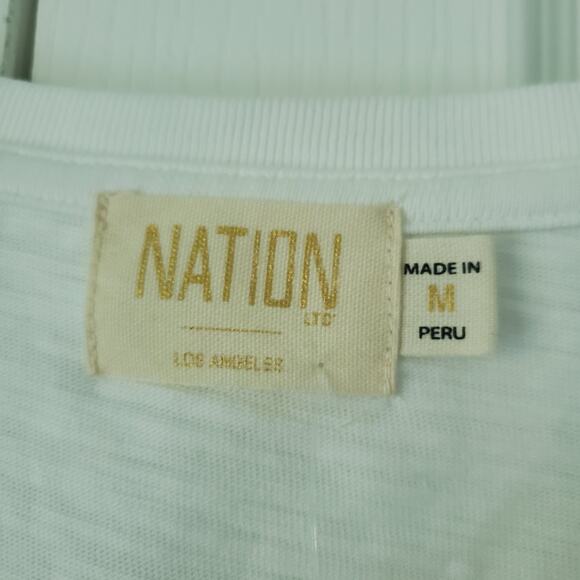 NATION
LTD
LOS ANGELES
MADE IN
M
PERU